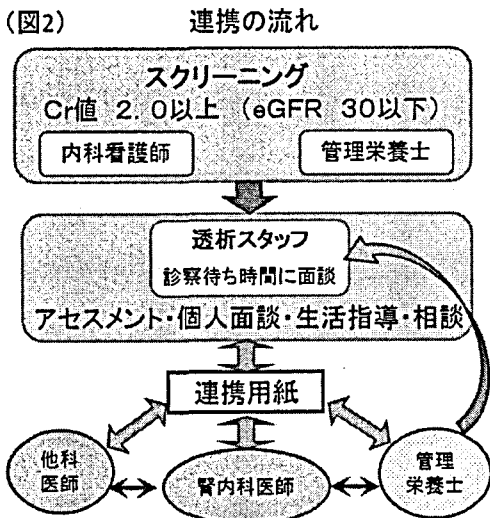 (図2) 連携の流れ
スクリーニング
Cr値 2.0以上 (eGFR 30以下)
内科看護師 管理栄養士
透析スタッフ
診察待ち時間に面談
アセスメント・個人面談・生活指導・相談
連携用紙
他科
医師
腎内科医師
管理
栄養士